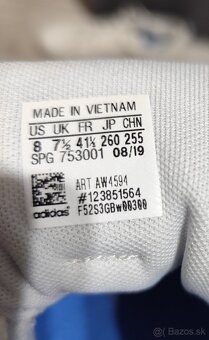 MADE IN VIETNAM
US UK FR JP CHN
8 7½ 41⅓ 260 255
SPG 753001 08/19
ART AW4594
#123851564
F52S3GBw00300
adidas
Bazos.sk